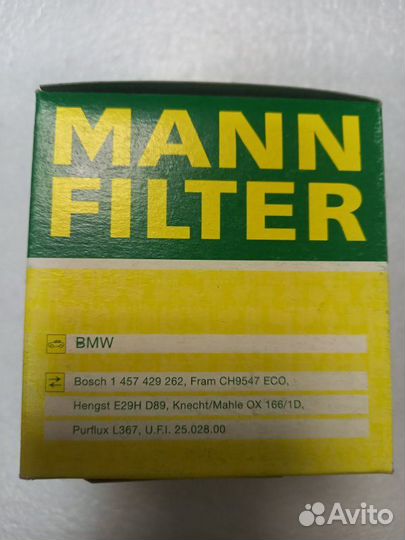 MANN
FILTER
BMW
Bosch 1 457 429 262, Fram CH9547 ECO,
Hengst E29H D89, Knecht/Mahle OX 166/1D,
Purflux L367, U.F.I. 25.028.00
Avito